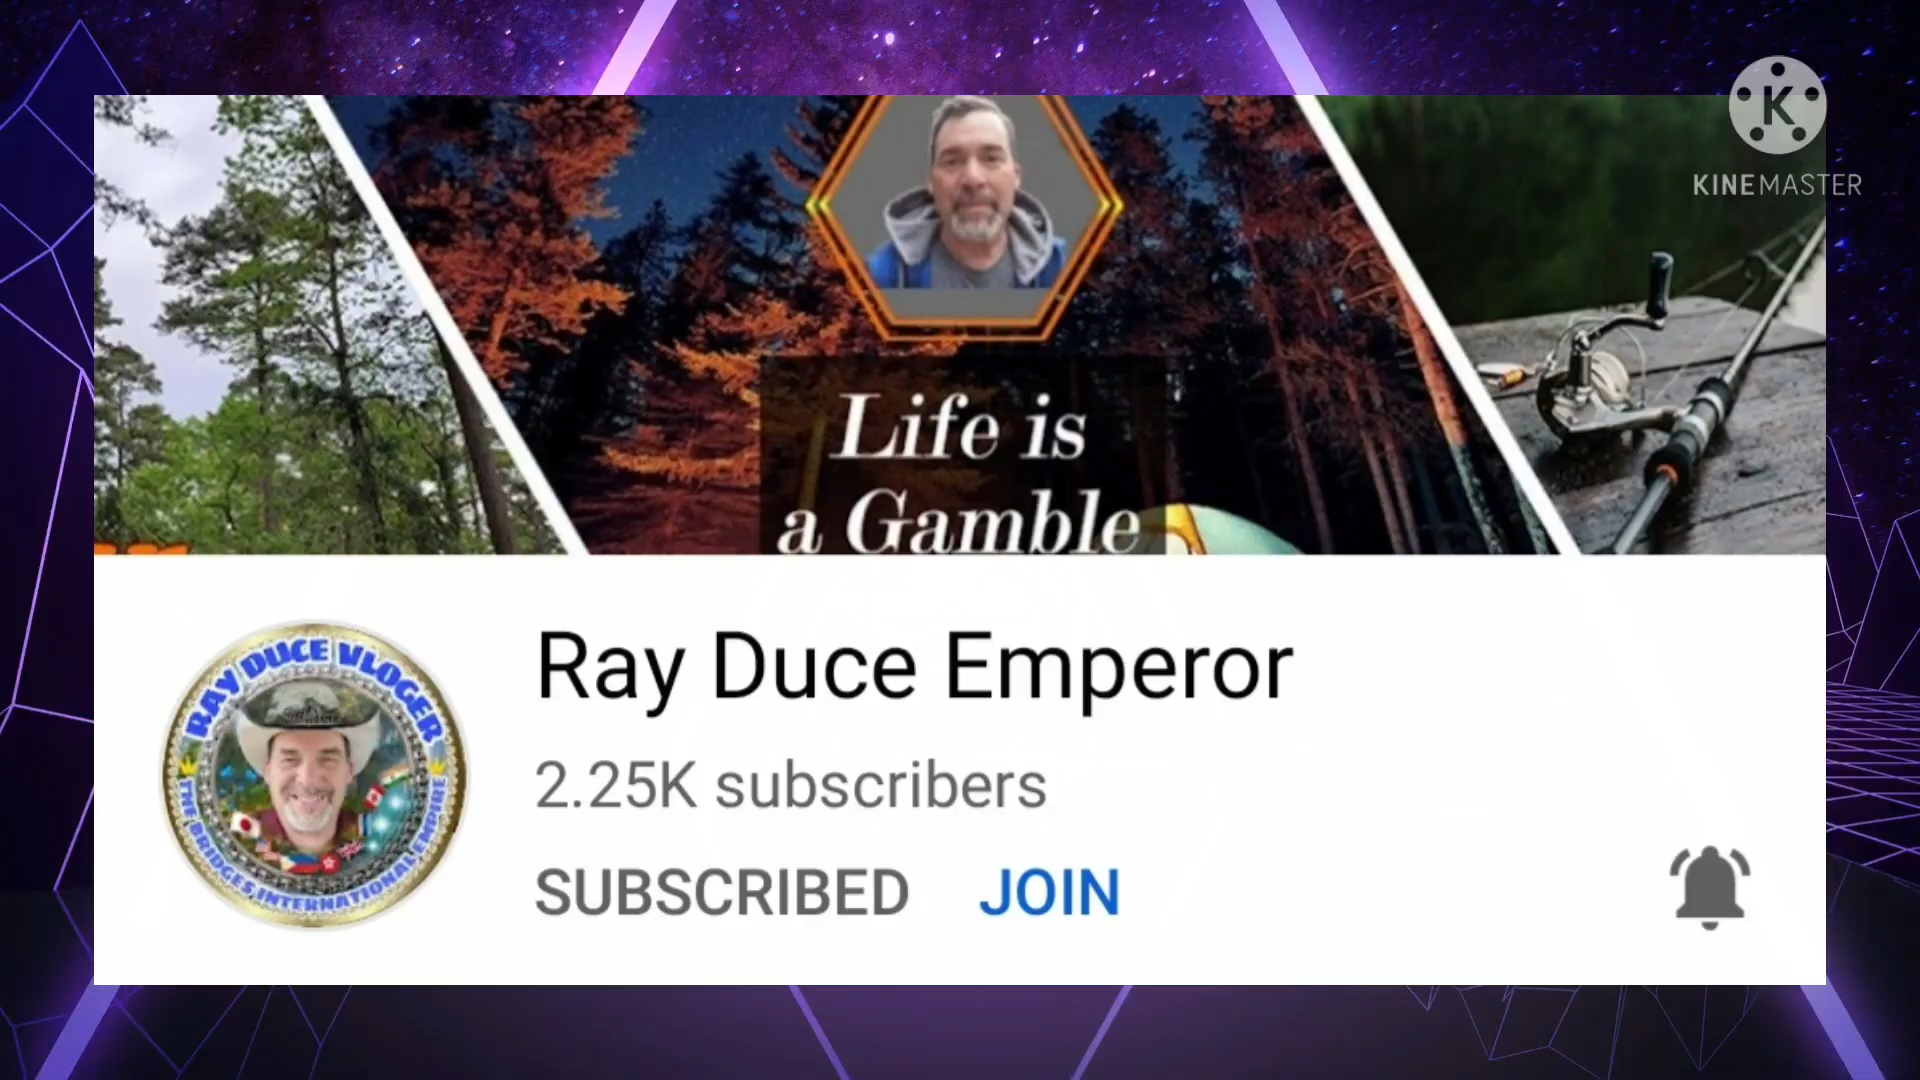 K
KINEMASTER
Life is
a Gamble
Ray Duce Emperor
2.25K subscribers
SUBSCRIBED JOIN
RAY DUCE VLOGER
THE BRIDGES INTERNATIONAL EMPIRE